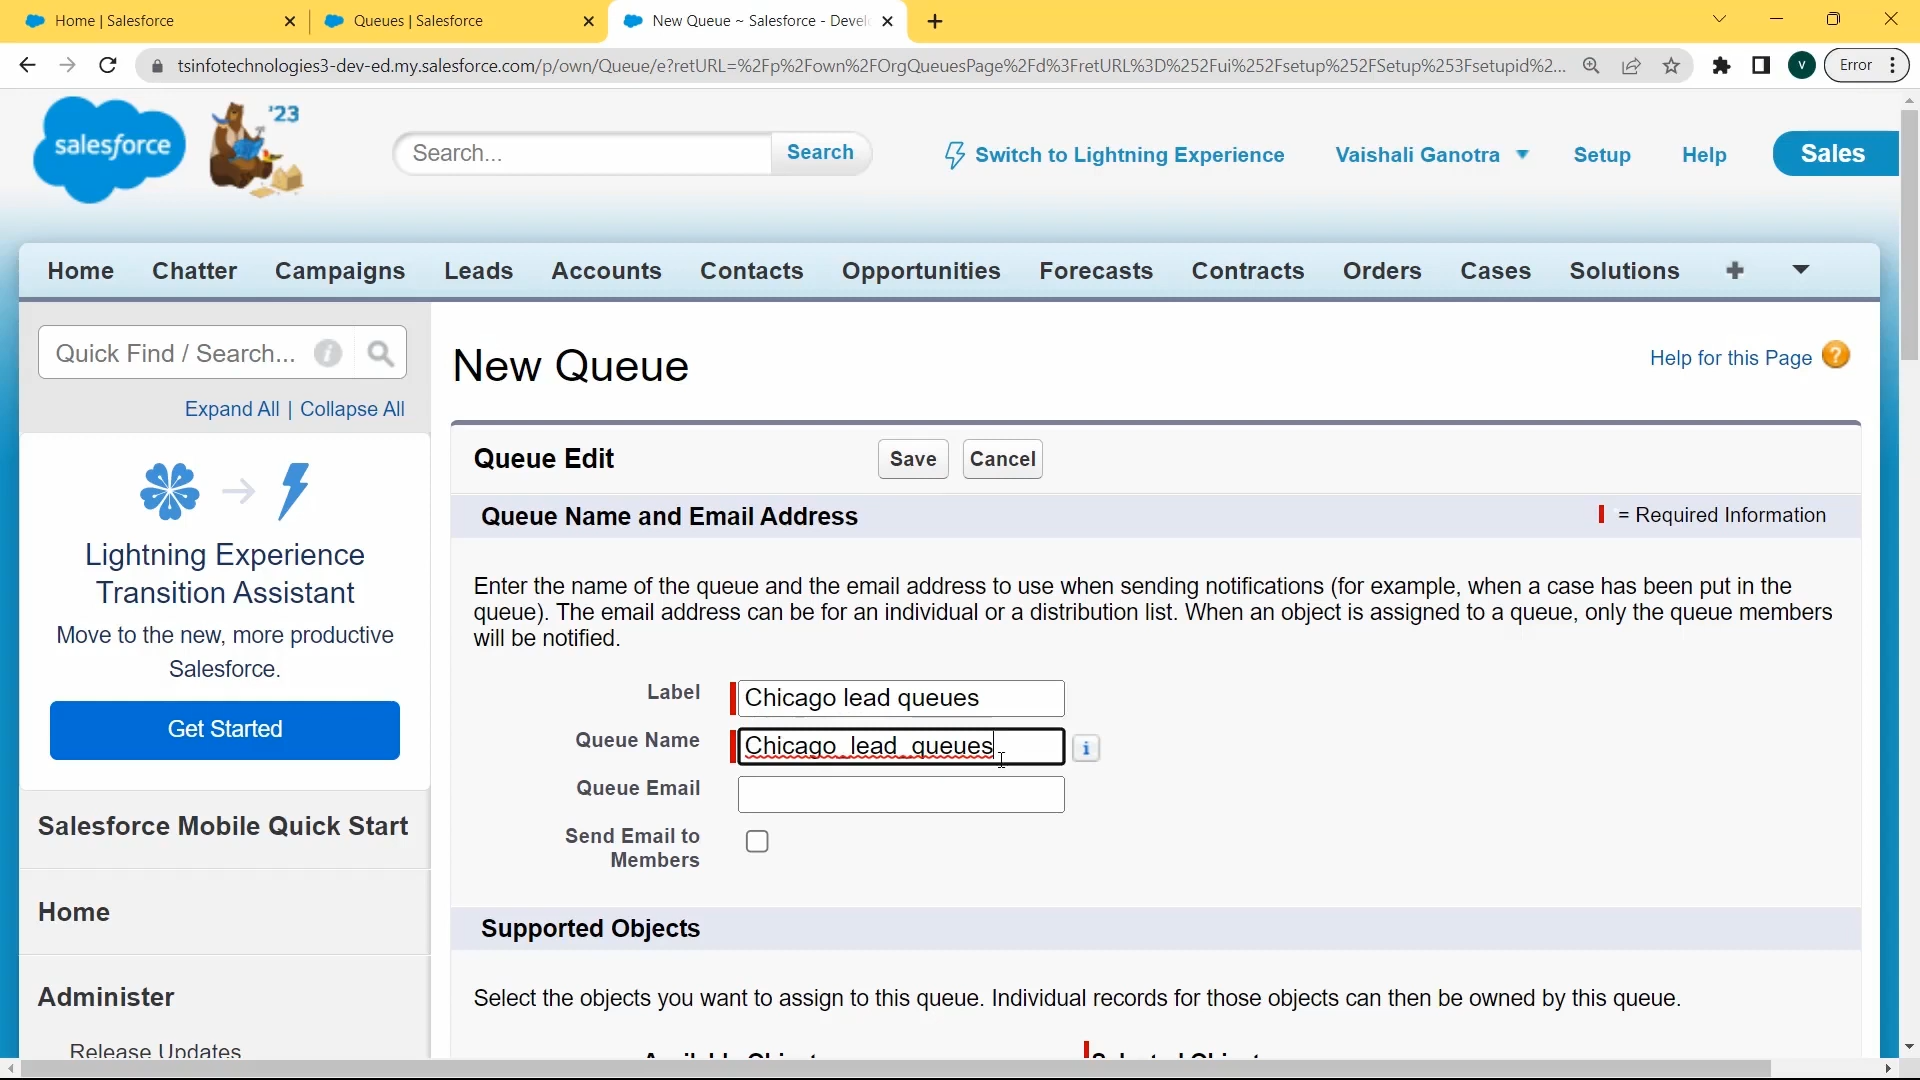 Home | Salesforce
Queues | Salesforce
New Queue ~ Salesforce - Devel
tsinfotechnologies3-dev-ed.my.salesforce.com/p/own/Queue/e?retURL=%2Fp%2Fown%2FOrgQueuesPage%2Fd%3FretURL%3D%252Fui%252Fsetup%252FSetup%253Fsetupid%2...
V
Error
salesforce
'23
Search...
Search
Switch to Lightning Experience
Vaishali Ganotra
Setup
Help
Sales
Home
Chatter
Campaigns
Leads
Accounts
Contacts
Opportunities
Forecasts
Contracts
Orders
Cases
Solutions
Quick Find / Search...
Expand All | Collapse All
Lightning Experience
Transition Assistant
Move to the new, more productive
Salesforce.
Get Started
Salesforce Mobile Quick Start
Home
Administer
Release Updates
New Queue
Help for this Page
Queue Edit
Save
Cancel
Queue Name and Email Address
= Required Information
Enter the name of the queue and the email address to use when sending notifications (for example, when a case has been put in the
queue). The email address can be for an individual or a distribution list. When an object is assigned to a queue, only the queue members
will be notified.
Label
Chicago lead queues
Queue Name
Chicago_lead_queues
Queue Email
Send Email to
Members
Supported Objects
Select the objects you want to assign to this queue. Individual records for those objects can then be owned by this queue.